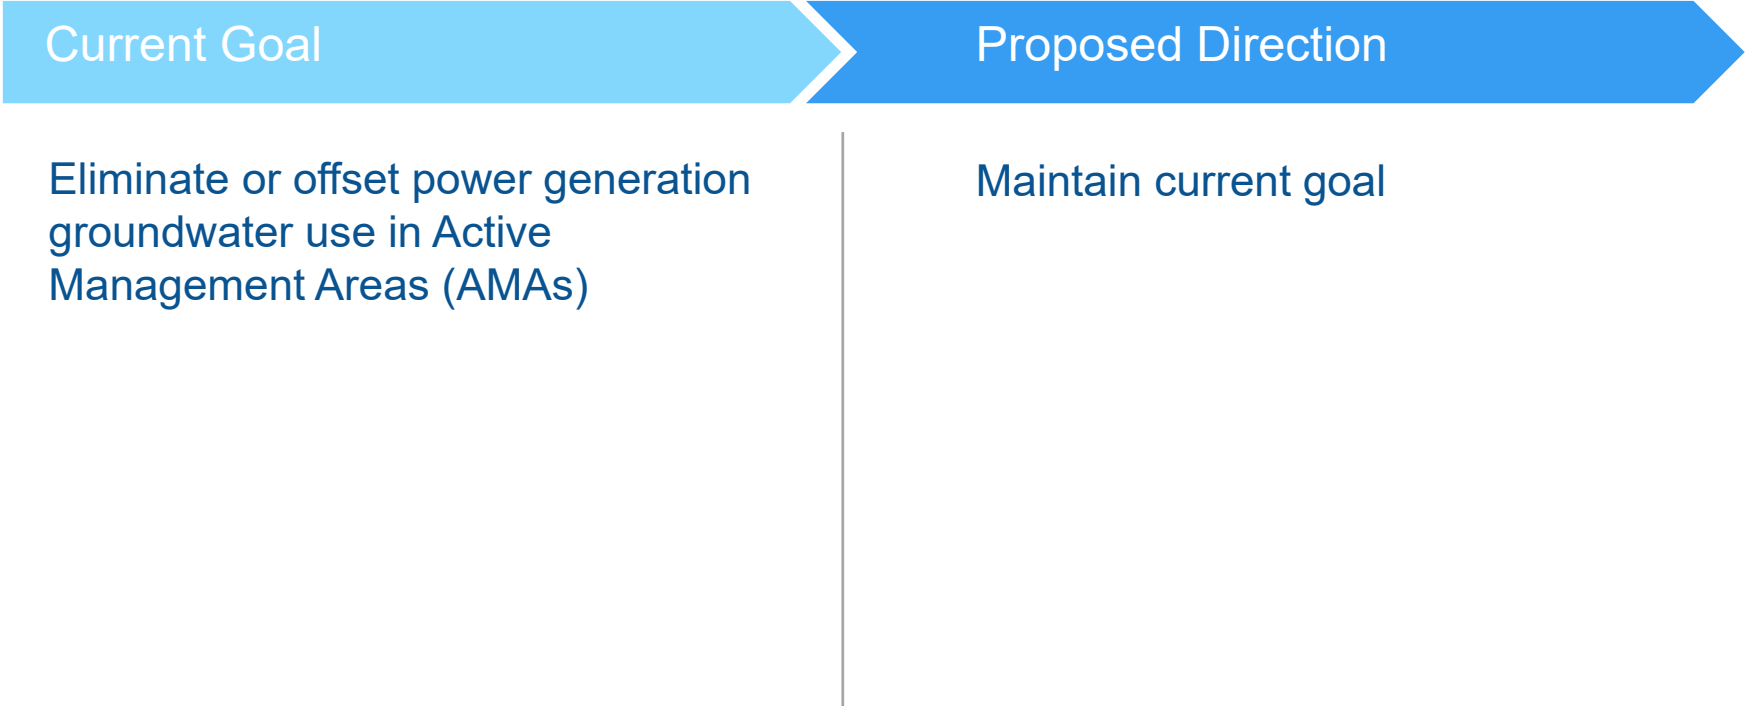 Current Goal
Proposed Direction
Eliminate or offset power generation
groundwater use in Active
Management Areas (AMAs)
Maintain current goal